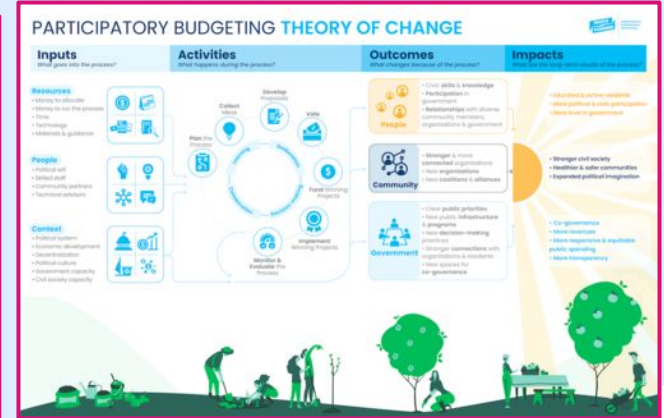 PARTICIPATORY BUDGETING THEORY OF CHANGE
Inputs
What goes into the process?
Activities
What happens during the process?
Outcomes
What changes because of the process?
Impacts
What are the long-term results of the process?
Resources
• Money to allocate
• Money to run the process
• Time
• Technology
• Materials & guidance
People
• Political will
• Skilled staff
• Community partners
• Technical advisors
Context
• Political system
• Economic development
• Decentralization
• Political culture
• Government capacity
• Civil society capacity
Plan the
Process
Collect
Ideas
Develop
Proposals
Vote
Fund Winning
Projects
Implement
Winning Projects
Monitor &
Evaluate the
Process
People
• Civic skills & knowledge
• Participation in
government
• Relationships with diverse
community members,
organizations & government
Community
• Stronger & more
connected organizations
• New organizations
• New coalitions & alliances
Government
• Clear public priorities
• New public infrastructure
& programs
• New decision-making
practices
• Stronger connections with
organizations & residents
• New spaces for
co-governance
• Educated & active residents
• More political & civic participation
• More trust in government
• Stronger civil society
• Healthier & safer communities
• Expanded political imagination
• Co-governance
• More revenues
• More responsive & equitable
public spending
• More transparency